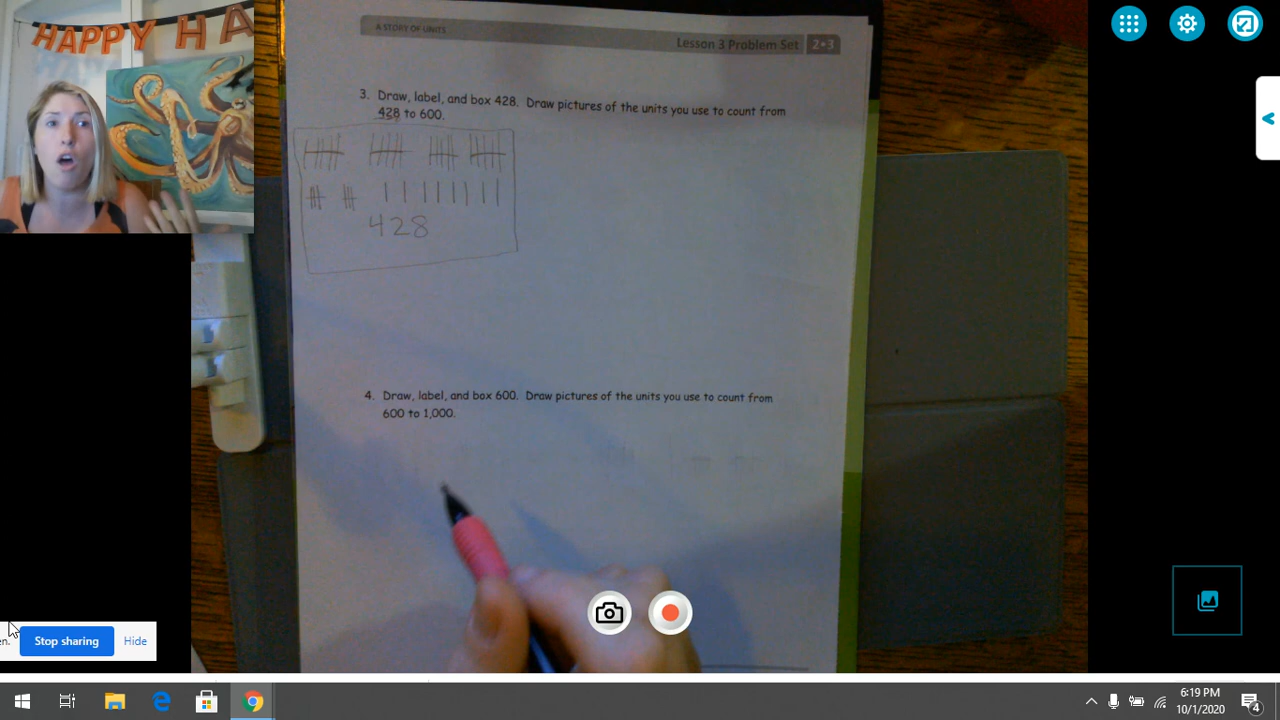 HAPPY HA
A STORY OF UNITS
Lesson 3 Problem Set 2•3
3. Draw, label, and box 428. Draw pictures of the units you use to count from
428 to 600.
428
4. Draw, label, and box 600. Draw pictures of the units you use to count from
600 to 1,000.
en.
Stop sharing
Hide
6:19 PM
10/1/2020
4